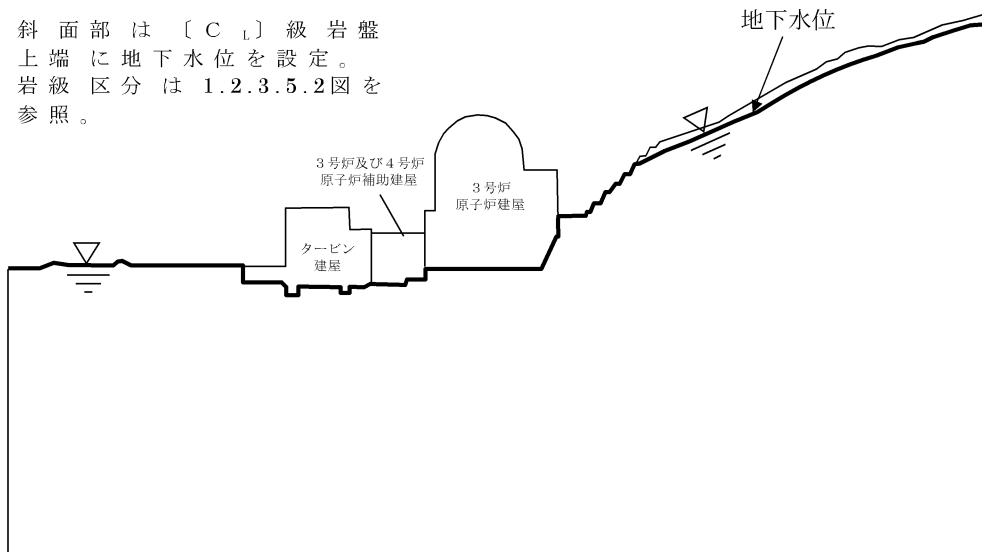 斜面部は〔CL〕級岩盤
上端に地下水位を設定。
岩級区分は1.2.3.5.2図を
参照。
地下水位
3号炉及び4号炉
原子炉補助建屋
3号炉
原子炉建屋
タービン
建屋